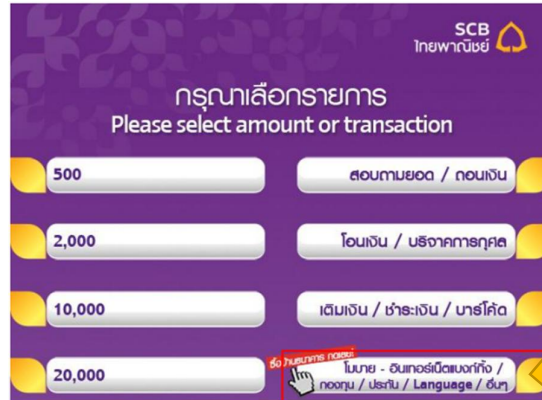 SCB
ไทยพาณิชย์
กรุณาเลือกรายการ
Please select amount or transaction
500
สอบถามยอด / ถอนเงิน
2,000
โอนเงิน / บริจาคการกุศล
10,000
เติมเงิน / ชำระเงิน / บาร์โค้ด
20,000
โมบาย - อินเทอร์เน็ตแบงก์กิ้ง /
กองทุน / ประกัน / Language / อื่นๆ